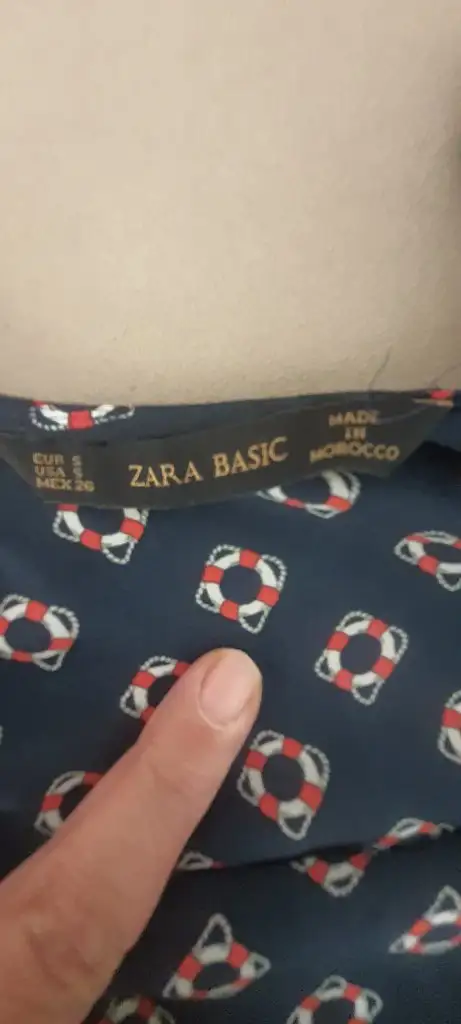 EUR S
USA S
MEX 26
ZARA BASIC
MADE
IN
MOROCCO